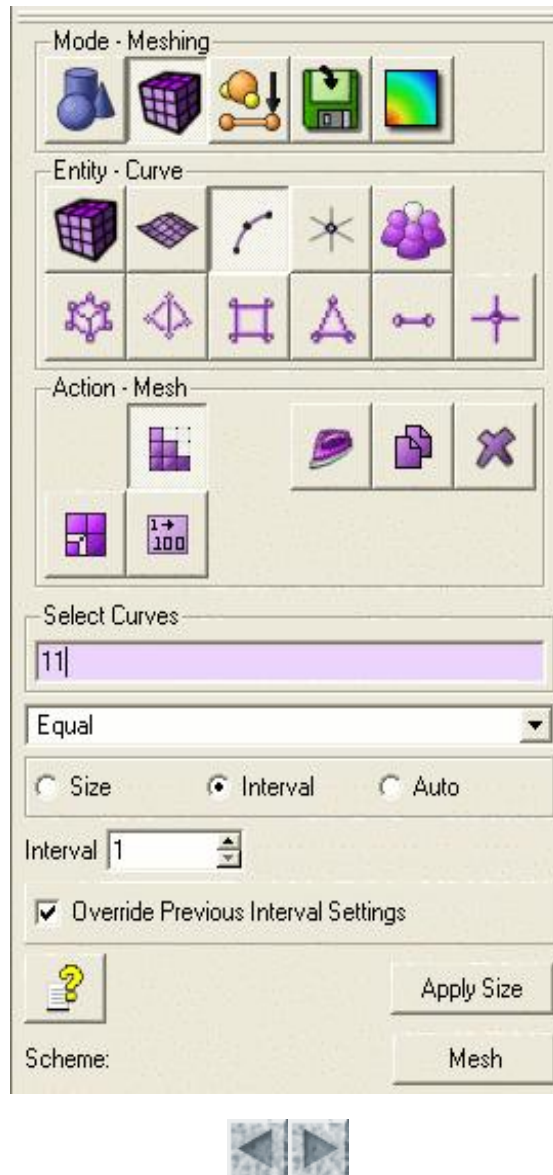 Mode - Meshing
Entity - Curve
Action - Mesh
1
100
Select Curves
11
Equal
Size Interval Auto
Interval 1
Override Previous Interval Settings
Apply Size
Scheme: Mesh